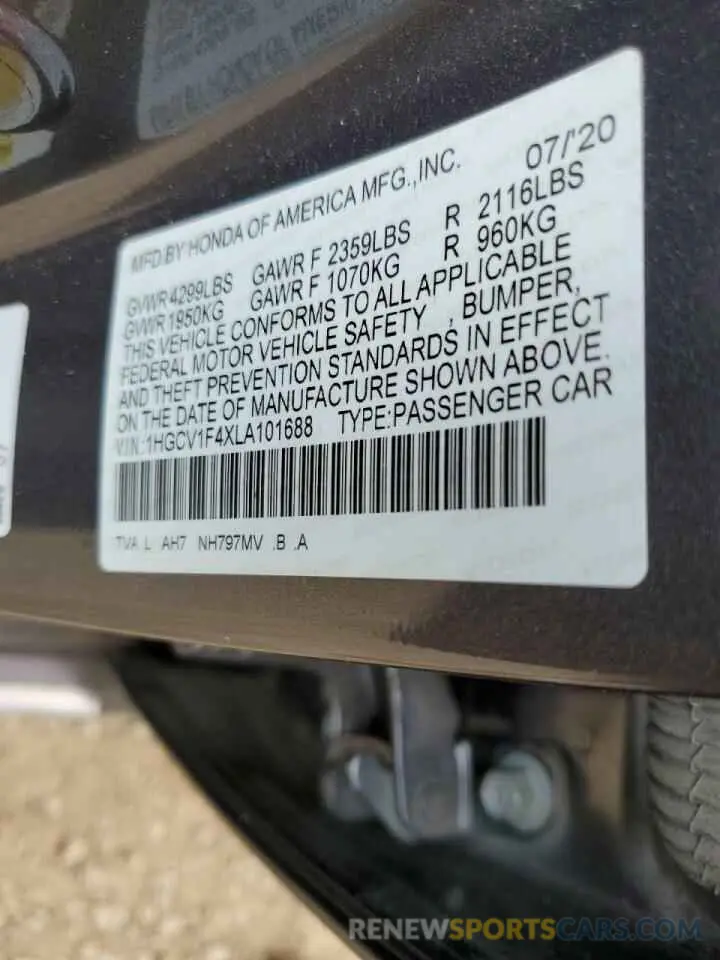 MFD.BY HONDA OF AMERICA MFG.,INC. 07/'20
GVWR 4299LBS GAWR F 2359LBS R 2116LBS
GVWR 1950KG GAWR F 1070KG R 960KG
THIS VEHICLE CONFORMS TO ALL APPLICABLE
FEDERAL MOTOR VEHICLE SAFETY , BUMPER,
AND THEFT PREVENTION STANDARDS IN EFFECT
ON THE DATE OF MANUFACTURE SHOWN ABOVE.
V.I.N.:1HGCV1F4XLA101688 TYPE:PASSENGER CAR
TVA L AH7 NH797MV .B .A
RENEWSPORTSCARS.COM